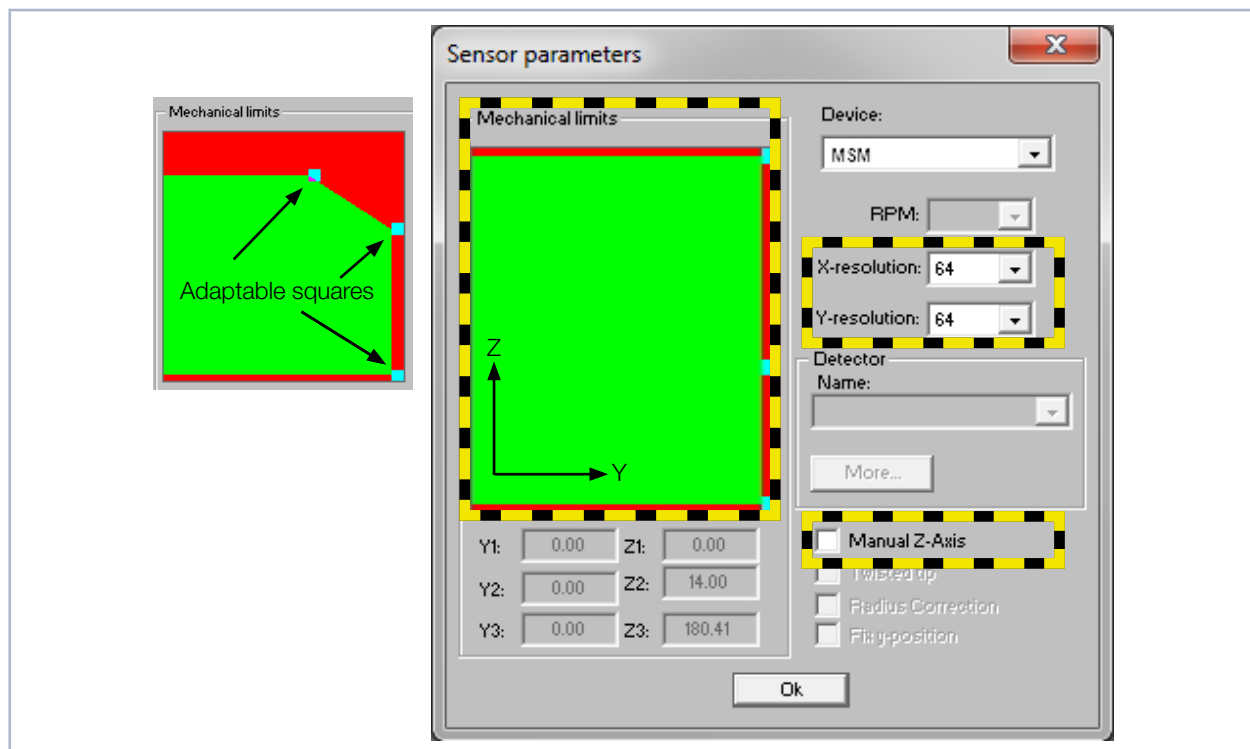 Sensor parameters
Mechanical limits
Adaptable squares
Mechanical limits
Z
Y
Y1: 0.00 Z1: 0.00
Y2: 0.00 Z2: 14.00
Y3: 0.00 Z3: 180.41
Device:
MSM
RPM:
X-resolution: 64
Y-resolution: 64
Detector
Name:
More...
Manual Z-Axis
Twisted tip
Radius Correction
Fix y-position
Ok